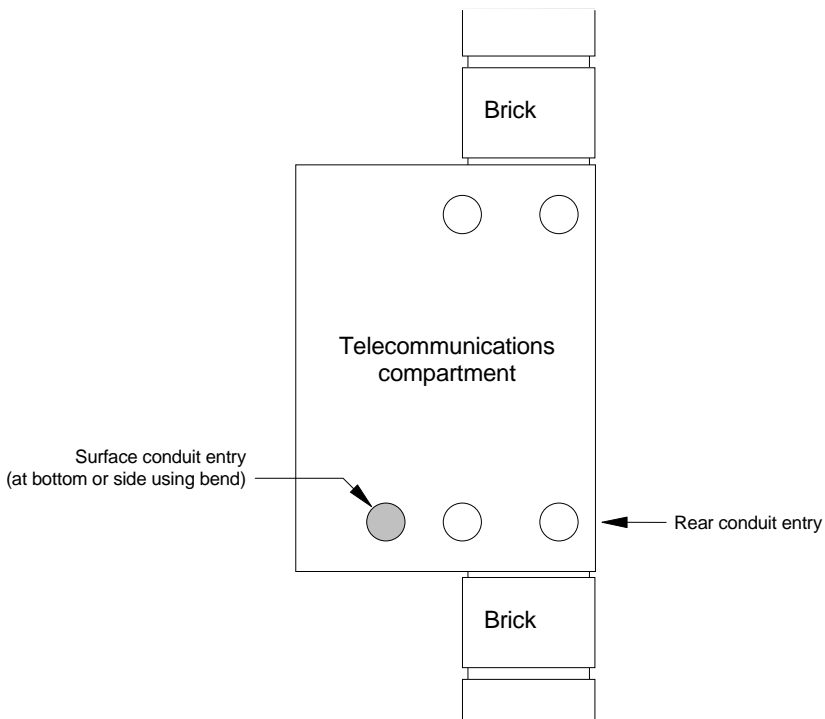 Brick
Telecommunications
compartment
Surface conduit entry
(at bottom or side using bend)
Rear conduit entry
Brick